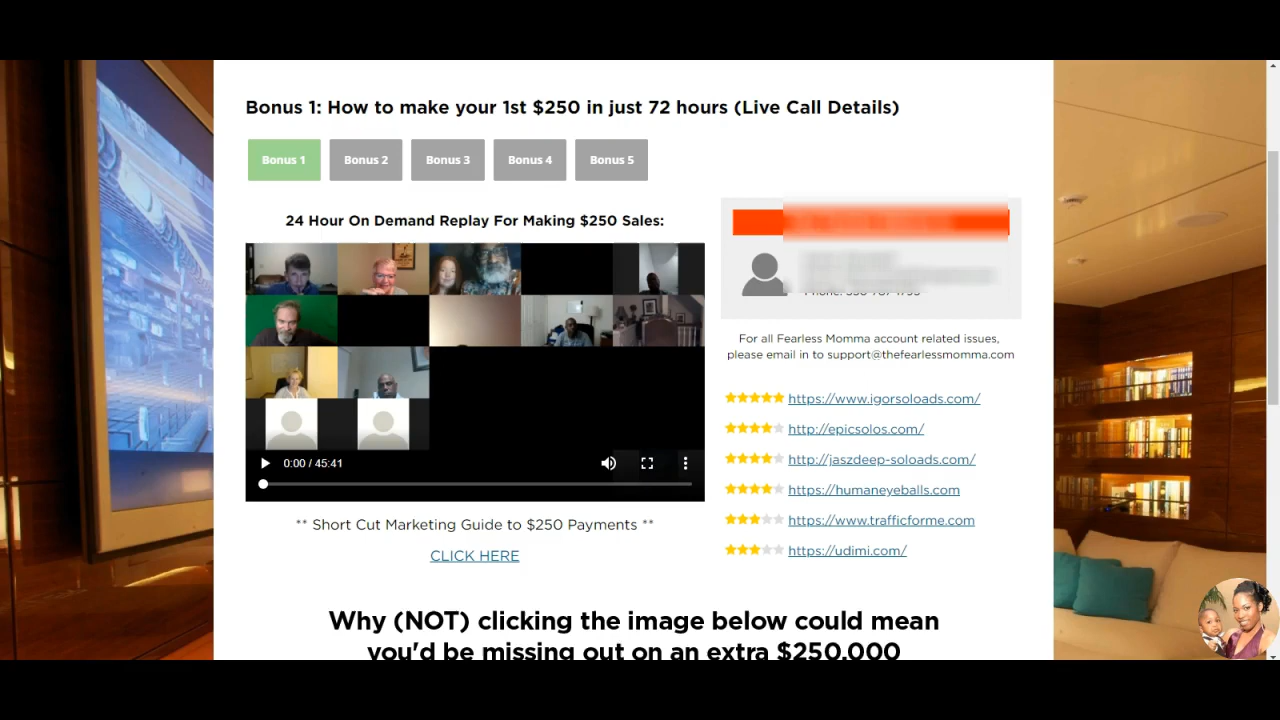 Bonus 1: How to make your 1st $250 in just 72 hours (Live Call Details)
Bonus 1
Bonus 2
Bonus 3
Bonus 4
Bonus 5
24 Hour On Demand Replay For Making $250 Sales:
0:00 / 45:41
** Short Cut Marketing Guide to $250 Payments **
CLICK HERE
For all Fearless Momma account related issues,
please email in to support@thefearlessmomma.com
https://www.igorsoloads.com/
http://epicsolos.com/
http://jaszdeep-soloads.com/
https://humaneyeballs.com
https://www.trafficforme.com
https://udimi.com/
Why (NOT) clicking the image below could mean
you'd be missing out on an extra $250,000